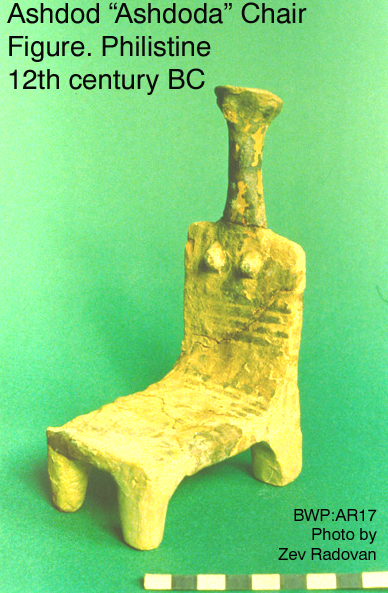 Ashdod “Ashdoda” Chair
Figure. Philistine
12th century BC
BWP:AR17
Photo by
Zev Radovan